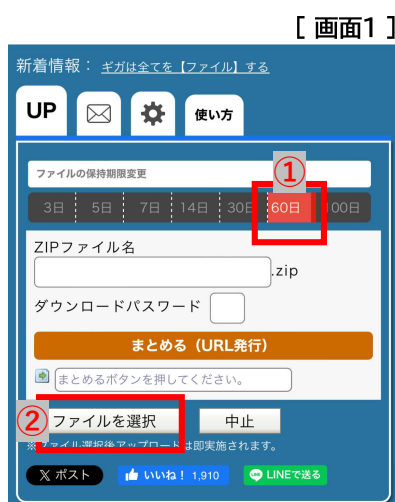 [ 画面1 ]
新着情報： ギガは全てを【ファイル】する
UP
使い方
①
ファイルの保持期限変更
3日 5日 7日 14日 30日 60日 100日
ZIPファイル名
.zip
ダウンロードパスワード
まとめる（URL発行）
まとめるボタンを押してください。
② ファイルを選択 中止
※ファイル選択後アップロードは即実施されます。
X ポスト いいね！ 1,910 LINEで送る